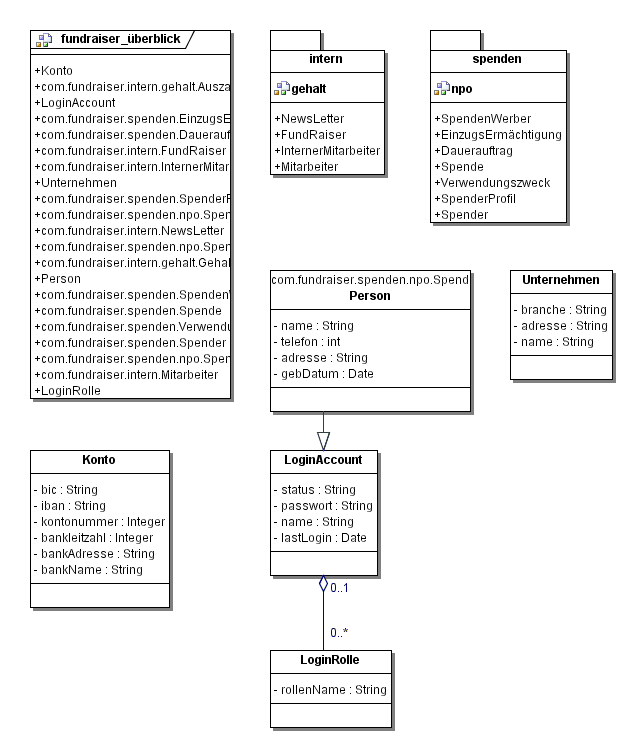 fundraiser_überblick
+Konto
+com.fundraiser.intern.gehalt.Ausza
+LoginAccount
+com.fundraiser.spenden.EinzugsE
+com.fundraiser.spenden.Dauerauf
+com.fundraiser.intern.FundRaiser
+com.fundraiser.intern.InternerMitar
+Unternehmen
+com.fundraiser.spenden.SpenderF
+com.fundraiser.spenden.npo.Spen
+com.fundraiser.intern.NewsLetter
+com.fundraiser.spenden.npo.Spen
+com.fundraiser.intern.gehalt.Gehal
+Person
+com.fundraiser.spenden.SpendenV
+com.fundraiser.spenden.Spende
+com.fundraiser.spenden.Verwendu
+com.fundraiser.spenden.Spender
+com.fundraiser.spenden.npo.Spen
+com.fundraiser.intern.Mitarbeiter
+LoginRolle
intern
gehalt
+NewsLetter
+FundRaiser
+InternerMitarbeiter
+Mitarbeiter
spenden
npo
+SpendenWerber
+EinzugsErmächtigung
+Dauerauftrag
+Spende
+Verwendungszweck
+SpenderProfil
+Spender
com.fundraiser.spenden.npo.Spend
Person
- name : String
- telefon : int
- adresse : String
- gebDatum : Date
Unternehmen
- branche : String
- adresse : String
- name : String
Konto
- bic : String
- iban : String
- kontonummer : Integer
- bankleitzahl : Integer
- bankAdresse : String
- bankName : String
LoginAccount
- status : String
- passwort : String
- name : String
- lastLogin : Date
0..1
0..*
LoginRolle
- rollenName : String